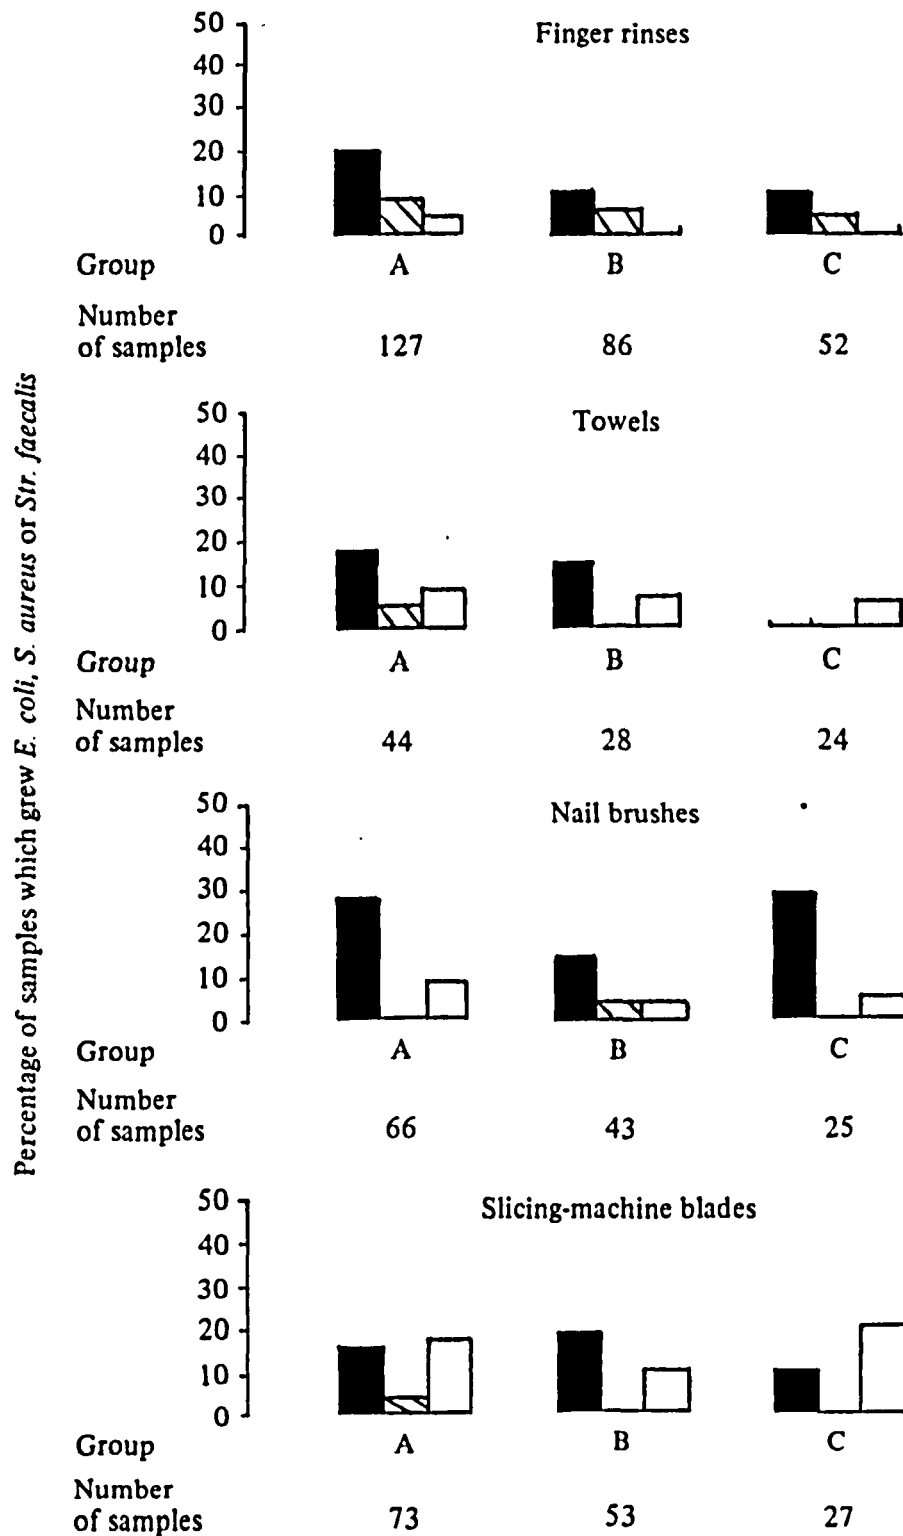 Percentage of samples which grew E. coli, S. aureus or Str. faecalis
Finger rinses
50
40
30
20
10
0
Group A B C
Number
of samples 127 86 52
Towels
50
40
30
20
10
0
Group A B C
Number
of samples 44 28 24
Nail brushes
50
40
30
20
10
0
Group A B C
Number
of samples 66 43 25
Slicing-machine blades
50
40
30
20
10
0
Group A B C
Number
of samples 73 53 27